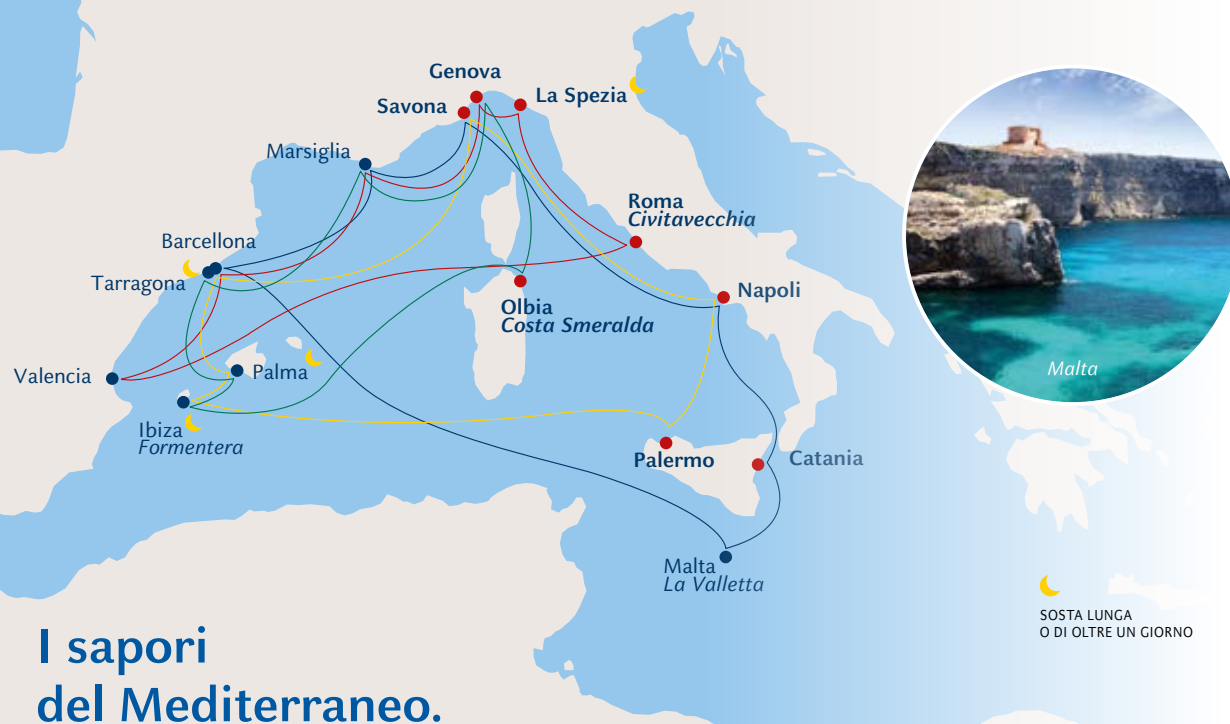 Genova
Savona
La Spezia
Marsiglia
Roma
Civitavecchia
Barcellona
Tarragona
Olbia
Costa Smeralda
Napoli
Malta
Valencia
Palma
Ibiza
Formentera
Palermo
Catania
Malta
La Valletta
SOSTA LUNGA
O DI OLTRE UN GIORNO
I sapori
del Mediterraneo.